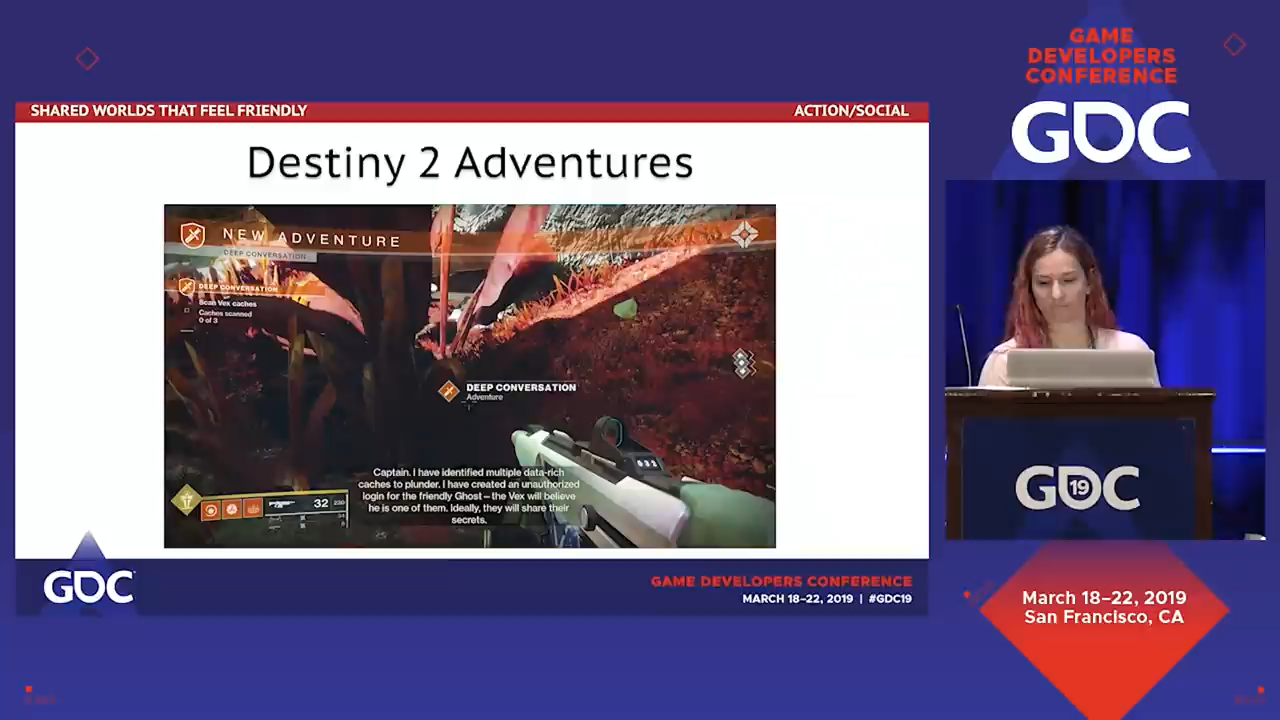 GAME
DEVELOPERS
CONFERENCE
GDC
SHARED WORLDS THAT FEEL FRIENDLY
ACTION/SOCIAL
Destiny 2 Adventures
NEW ADVENTURE
DEEP CONVERSATION
DEEP CONVERSATION
Scan Vex caches
Caches scanned
0 of 3
DEEP CONVERSATION
Adventure
032
Captain. I have identified multiple data-rich
caches to plunder. I have created an unauthorized
login for the friendly Ghost – the Vex will believe
he is one of them. Ideally, they will share their
secrets.
32
GDC
GAME DEVELOPERS CONFERENCE
MARCH 18–22, 2019 | #GDC19
GDC
19
March 18–22, 2019
San Francisco, CA